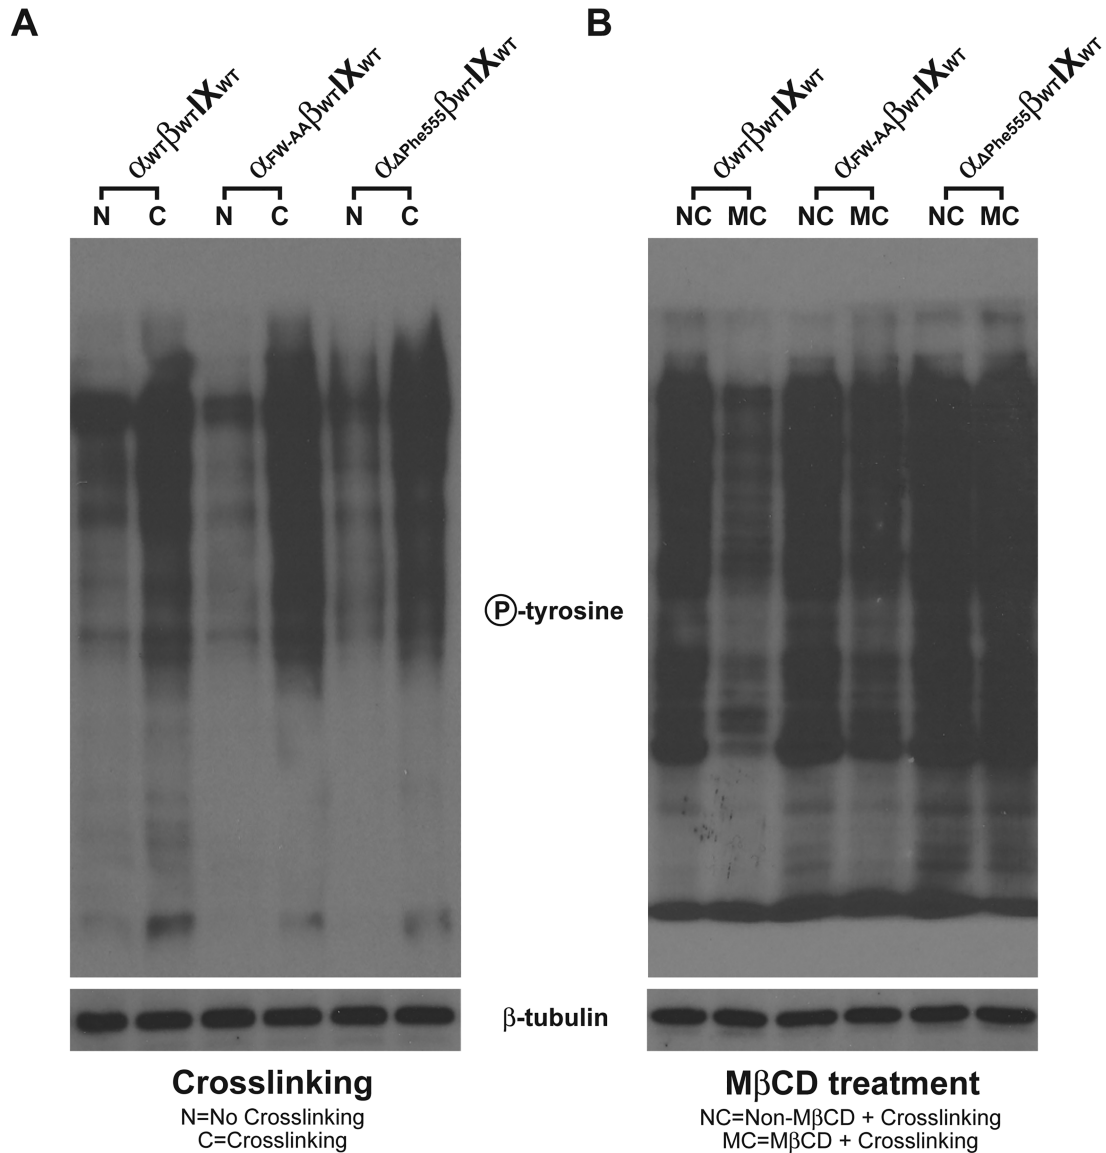 A
αWTβWTIXWT
αFW-AAβWTIXWT
αΔPhe555βWTIXWT
N C N C N C
B
αWTβWTIXWT
αFW-AAβWTIXWT
αΔPhe555βWTIXWT
NC MC NC MC NC MC
Ⓟ-tyrosine
β-tubulin
Crosslinking
N=No Crosslinking
C=Crosslinking
MβCD treatment
NC=Non-MβCD + Crosslinking
MC=MβCD + Crosslinking